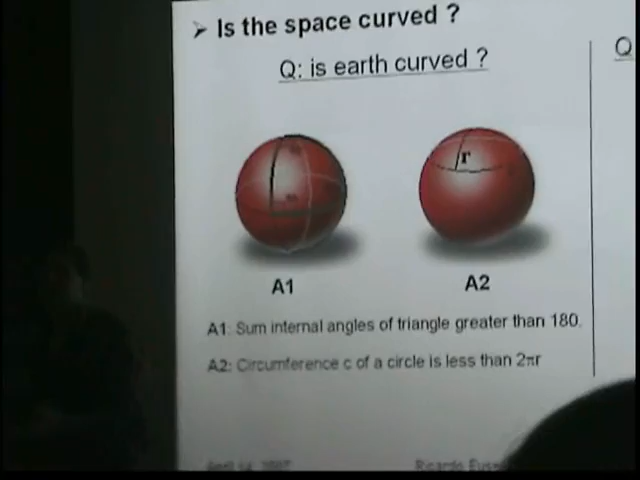 ➢ Is the space curved ?
Q: is earth curved ?
Q
r
A1
A2
A1: Sum internal angles of triangle greater than 180.
A2: Circumference c of a circle is less than 2πr
Ricardo